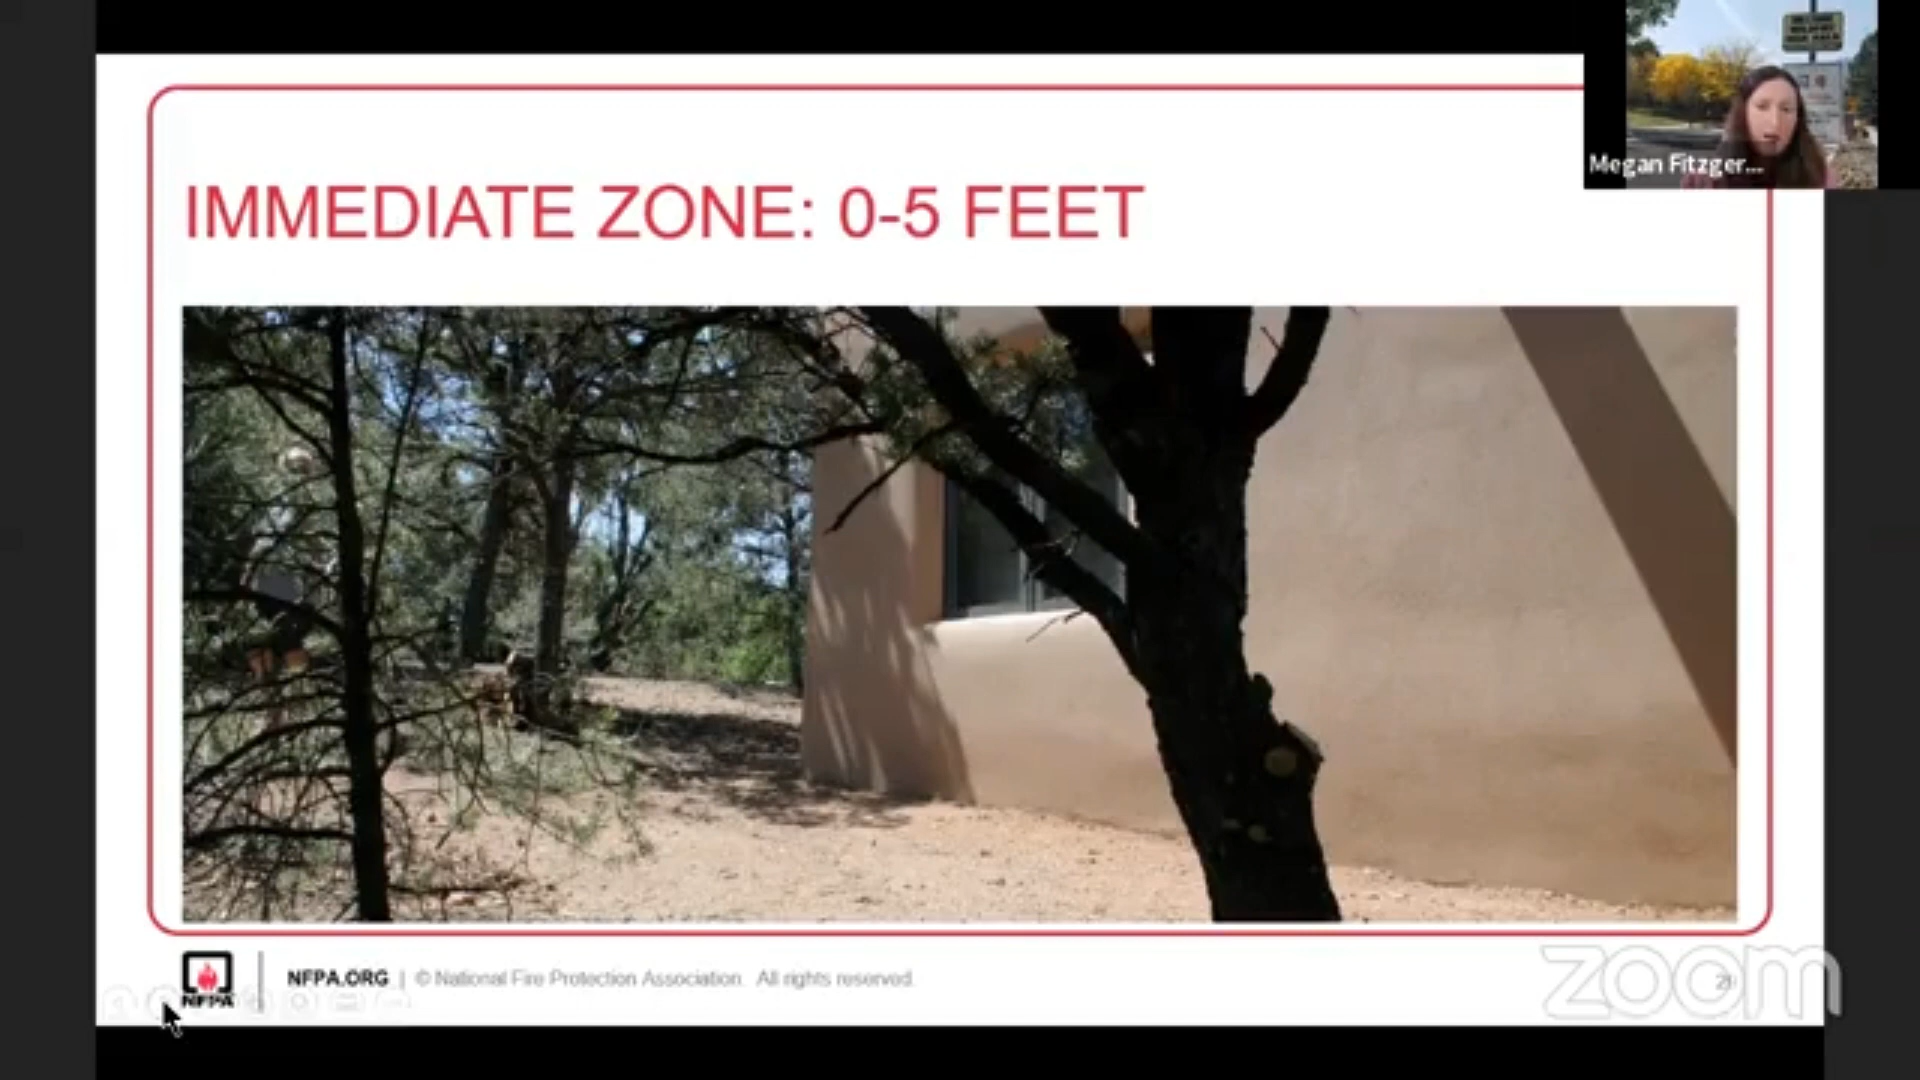 Megan Fitzger...
IMMEDIATE ZONE: 0-5 FEET
NFPA
NFPA.ORG | © National Fire Protection Association. All rights reserved.
zoom